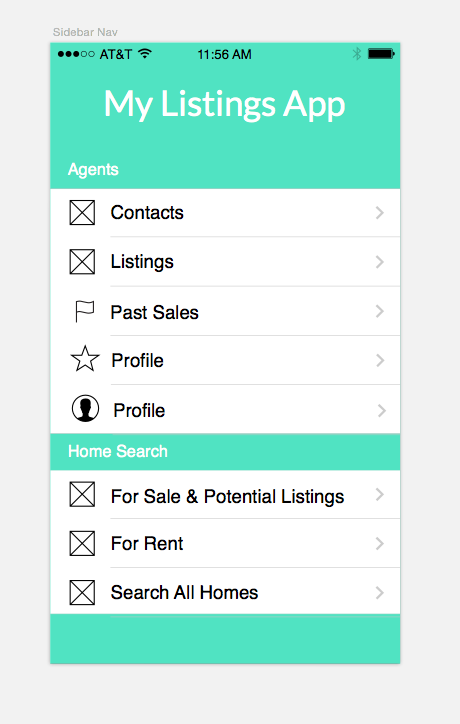 Sidebar Nav
AT&T 11:56 AM
My Listings App
Agents
Contacts
Listings
Past Sales
Profile
Profile
Home Search
For Sale & Potential Listings
For Rent
Search All Homes